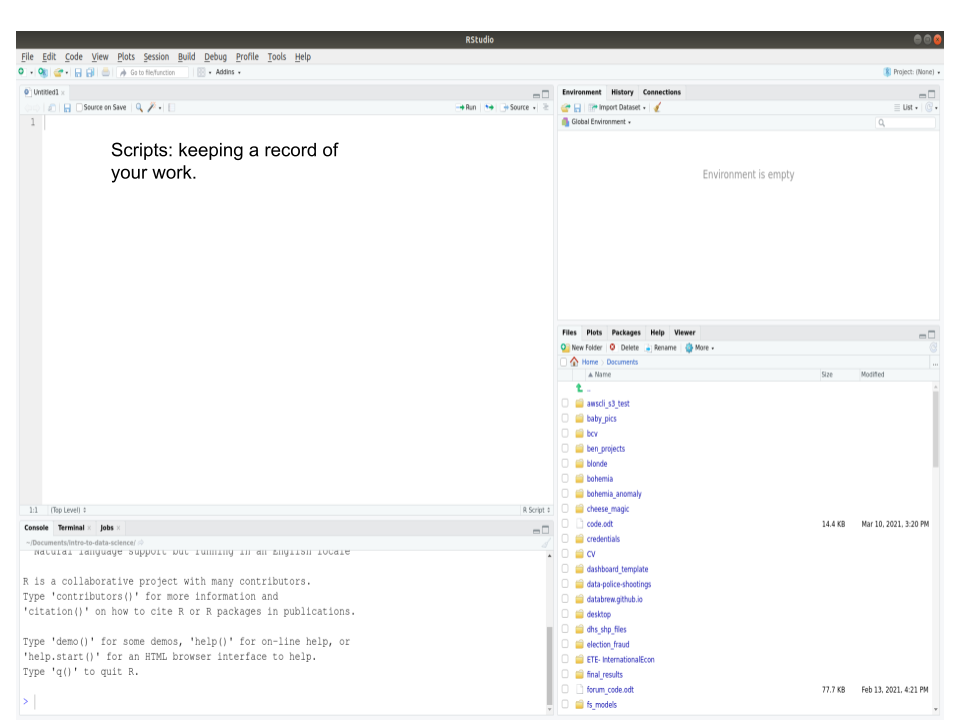 RStudio
File Edit Code View Plots Session Build Debug Profile Tools Help
Go to file/function Addins Project: (None)
Untitled1
Source on Save Run Source
1
Scripts: keeping a record of
your work.
1:1 (Top Level) R Script
Console Terminal Jobs
~/Documents/intro-to-data-science/
Natural language support but running in an English locale
R is a collaborative project with many contributors.
Type 'contributors()' for more information and
'citation()' on how to cite R or R packages in publications.
Type 'demo()' for some demos, 'help()' for on-line help, or
'help.start()' for an HTML browser interface to help.
Type 'q()' to quit R.
>
Environment History Connections
Import Dataset List
Global Environment
Environment is empty
Files Plots Packages Help Viewer
New Folder Delete Rename More
Home Documents ...
Name Size Modified
..
awscli_s3_test
baby_pics
bcv
ben_projects
blonde
bohemia
bohemia_anomaly
cheese_magic
code.odt 14.4 KB Mar 10, 2021, 3:20 PM
credentials
CV
dashboard_template
data-police-shootings
databrew.github.io
desktop
dhs_shp_files
election_fraud
ETE- InternationalEcon
final_results
forum_code.odt 77.7 KB Feb 13, 2021, 4:21 PM
fs_models